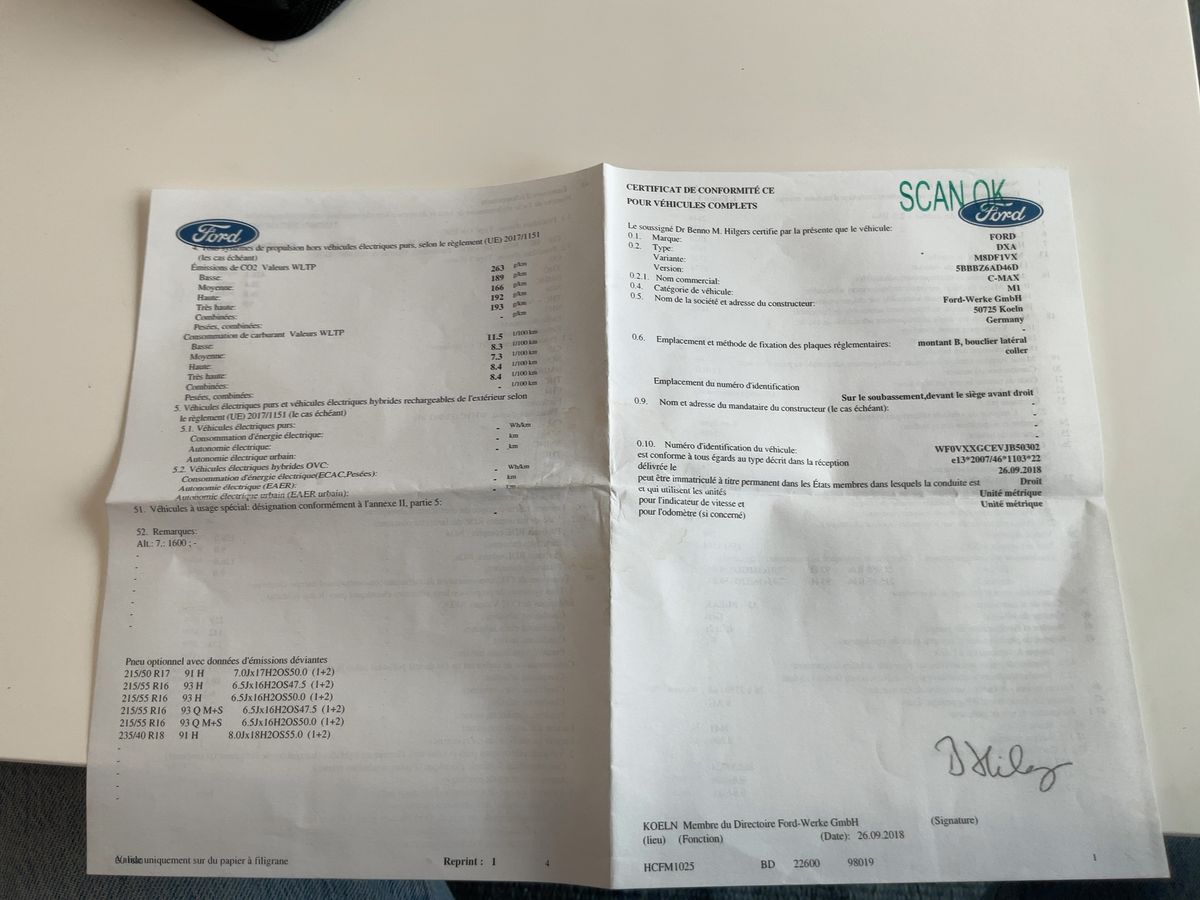 Ford
4. Tous systèmes de propulsion hors véhicules électriques purs, selon le règlement (UE) 2017/1151
(les cas échéant)
Émissions de CO2 Valeurs WLTP
Basse: 263 g/km
Moyenne: 189 g/km
Haute: 166 g/km
Très haute: 192 g/km
Combinées: 193 g/km
Pesées, combinées: - g/km
Consommation de carburant Valeurs WLTP
Basse: 11.5 1/100 km
Moyenne: 8.3 1/100 km
Haute: 7.3 1/100 km
Très haute: 8.4 1/100 km
Combinées: 8.4 1/100 km
Pesées, combinées: - 1/100 km
5. Véhicules électriques purs et véhicules électriques hybrides rechargeables de l'extérieur selon
le règlement (UE) 2017/1151 (le cas échéant)
5.1. Véhicules électriques purs:
Consommation d'énergie électrique: - Wh/km
Autonomie électrique: - km
Autonomie électrique urbain: - km
5.2. Véhicules électriques hybrides OVC:
Consommation d'énergie électrique(ECAC,Pesées): - Wh/km
Autonomie électrique (EAER): - km
Autonomie électrique urbain (EAER urbain): - km
51. Véhicules à usage spécial: désignation conformément à l'annexe II, partie 5: -
52. Remarques:
Alt.: 7.: 1600 ; -
-
-
-
-
-
-
-
Pneu optionnel avec données d'émissions déviantes
215/50 R17 91 H 7.0Jx17H2OS50.0 (1+2)
215/55 R16 93 H 6.5Jx16H2OS47.5 (1+2)
215/55 R16 93 H 6.5Jx16H2OS50.0 (1+2)
215/55 R16 93 Q M+S 6.5Jx16H2OS47.5 (1+2)
215/55 R16 93 Q M+S 6.5Jx16H2OS50.0 (1+2)
235/40 R18 91 H 8.0Jx18H2OS55.0 (1+2)
-
-
-
-
-
uniquement sur du papier à filigrane
Reprint : 1 4
CERTIFICAT DE CONFORMITÉ CE
POUR VÉHICULES COMPLETS
SCAN OK
Ford
Le soussigné Dr Benno M. Hilgers certifie par la présente que le véhicule:
0.1. Marque: FORD
0.2. Type: DXA
Variante: M8DF1VX
Version: 5BBBZ6AD46D
0.2.1. Nom commercial: C-MAX
0.4. Catégorie de véhicule: M1
0.5. Nom de la société et adresse du constructeur: Ford-Werke GmbH
50725 Koeln
Germany
-
0.6. Emplacement et méthode de fixation des plaques réglementaires: montant B, bouclier latéral
coller
Emplacement du numéro d'identification
Sur le soubassement,devant le siège avant droit
0.9. Nom et adresse du mandataire du constructeur (le cas échéant): -
-
-
-
0.10. Numéro d'identification du véhicule: WF0VXXGCEVJB50302
est conforme à tous égards au type décrit dans la réception e13*2007/46*1103*22
délivrée le 26.09.2018
peut être immatriculé à titre permanent dans les États membres dans lesquels la conduite est Droit
et qui utilisent les unités Unité métrique
pour l'indicateur de vitesse et Unité métrique
pour l'odomètre (si concerné)
KOELN Membre du Directoire Ford-Werke GmbH (Signature)
(lieu) (Fonction) (Date): 26.09.2018
HCFM1025 BD 22600 98019 1